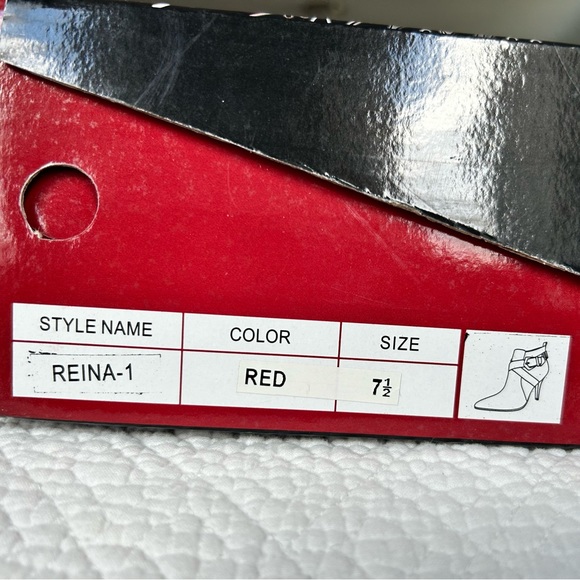 STYLE NAME COLOR SIZE
REINA-1 RED 7½